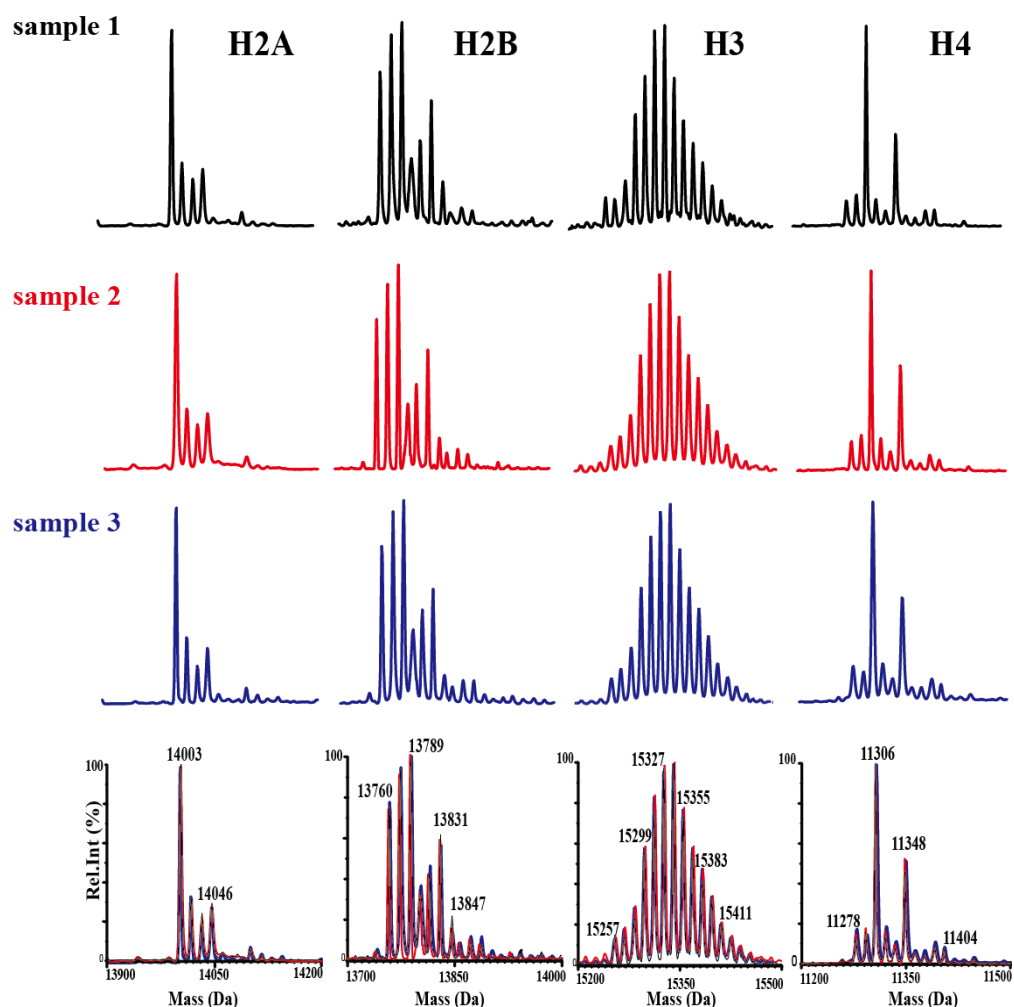 sample 1
H2A H2B H3 H4
sample 2
sample 3
14003 13789 15327 11306
100 100 100 100
13760 13831 15355 11348
15299
14046 13847 15383
15257 15411 11278 11404
Rel.Int (%)
0 0 0 0
13900 14050 14200 13700 13850 14000 15200 15350 15500 11200 11350 11500
Mass (Da) Mass (Da) Mass (Da) Mass (Da)